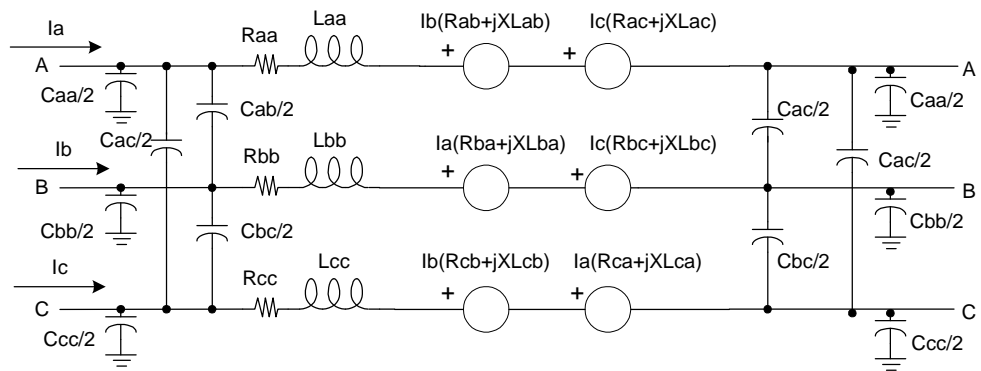 Ia
Raa
Laa
Ib(Rab+jXLab)
Ic(Rac+jXLac)
A
+
+
A
Caa/2
Cab/2
Cac/2
Cac/2
Caa/2
Cac/2
Ib
Rbb
Lbb
Ia(Rba+jXLba)
Ic(Rbc+jXLbc)
B
+
+
B
Cbb/2
Cbc/2
Cbc/2
Cbb/2
Ic
Rcc
Lcc
Ib(Rcb+jXLcb)
Ia(Rca+jXLca)
C
+
+
C
Ccc/2
Ccc/2